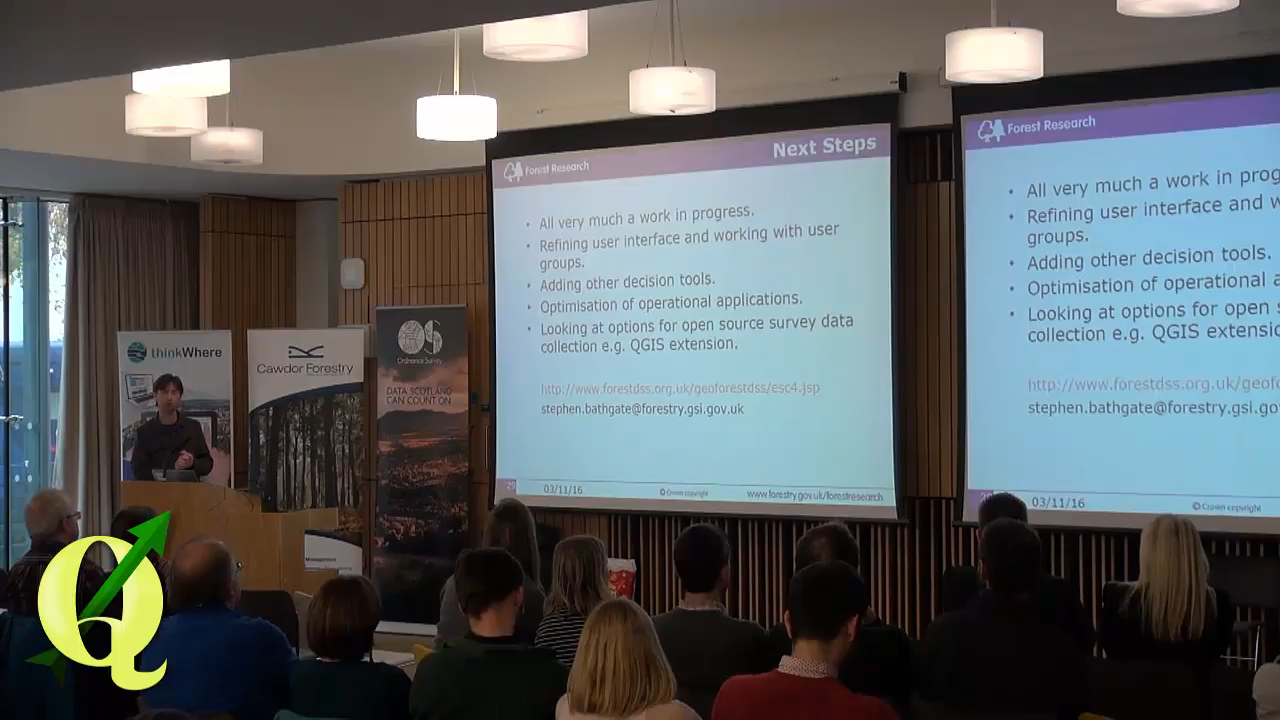 Forest Research
Next Steps
• All very much a work in progress.
• Refining user interface and working with user
groups.
• Adding other decision tools.
• Optimisation of operational applications.
• Looking at options for open source survey data
collection e.g. QGIS extension.
http://www.forestdss.org.uk/geoforestdss/esc4.jsp
stephen.bathgate@forestry.gsi.gov.uk
29
03/11/16
© Crown copyright
www.forestry.gov.uk/forestresearch
Forest Research
• All very much a work in prog
• Refining user interface and w
groups.
• Adding other decision tools.
• Optimisation of operational a
• Looking at options for open s
collection e.g. QGIS extensio
http://www.forestdss.org.uk/geofo
stephen.bathgate@forestry.gsi.go
03/11/16
© Crown copyright
thinkWhere
Cawdor Forestry
Management
OS
Ordnance Survey
DATA SCOTLAND
CAN COUNT ON
Q